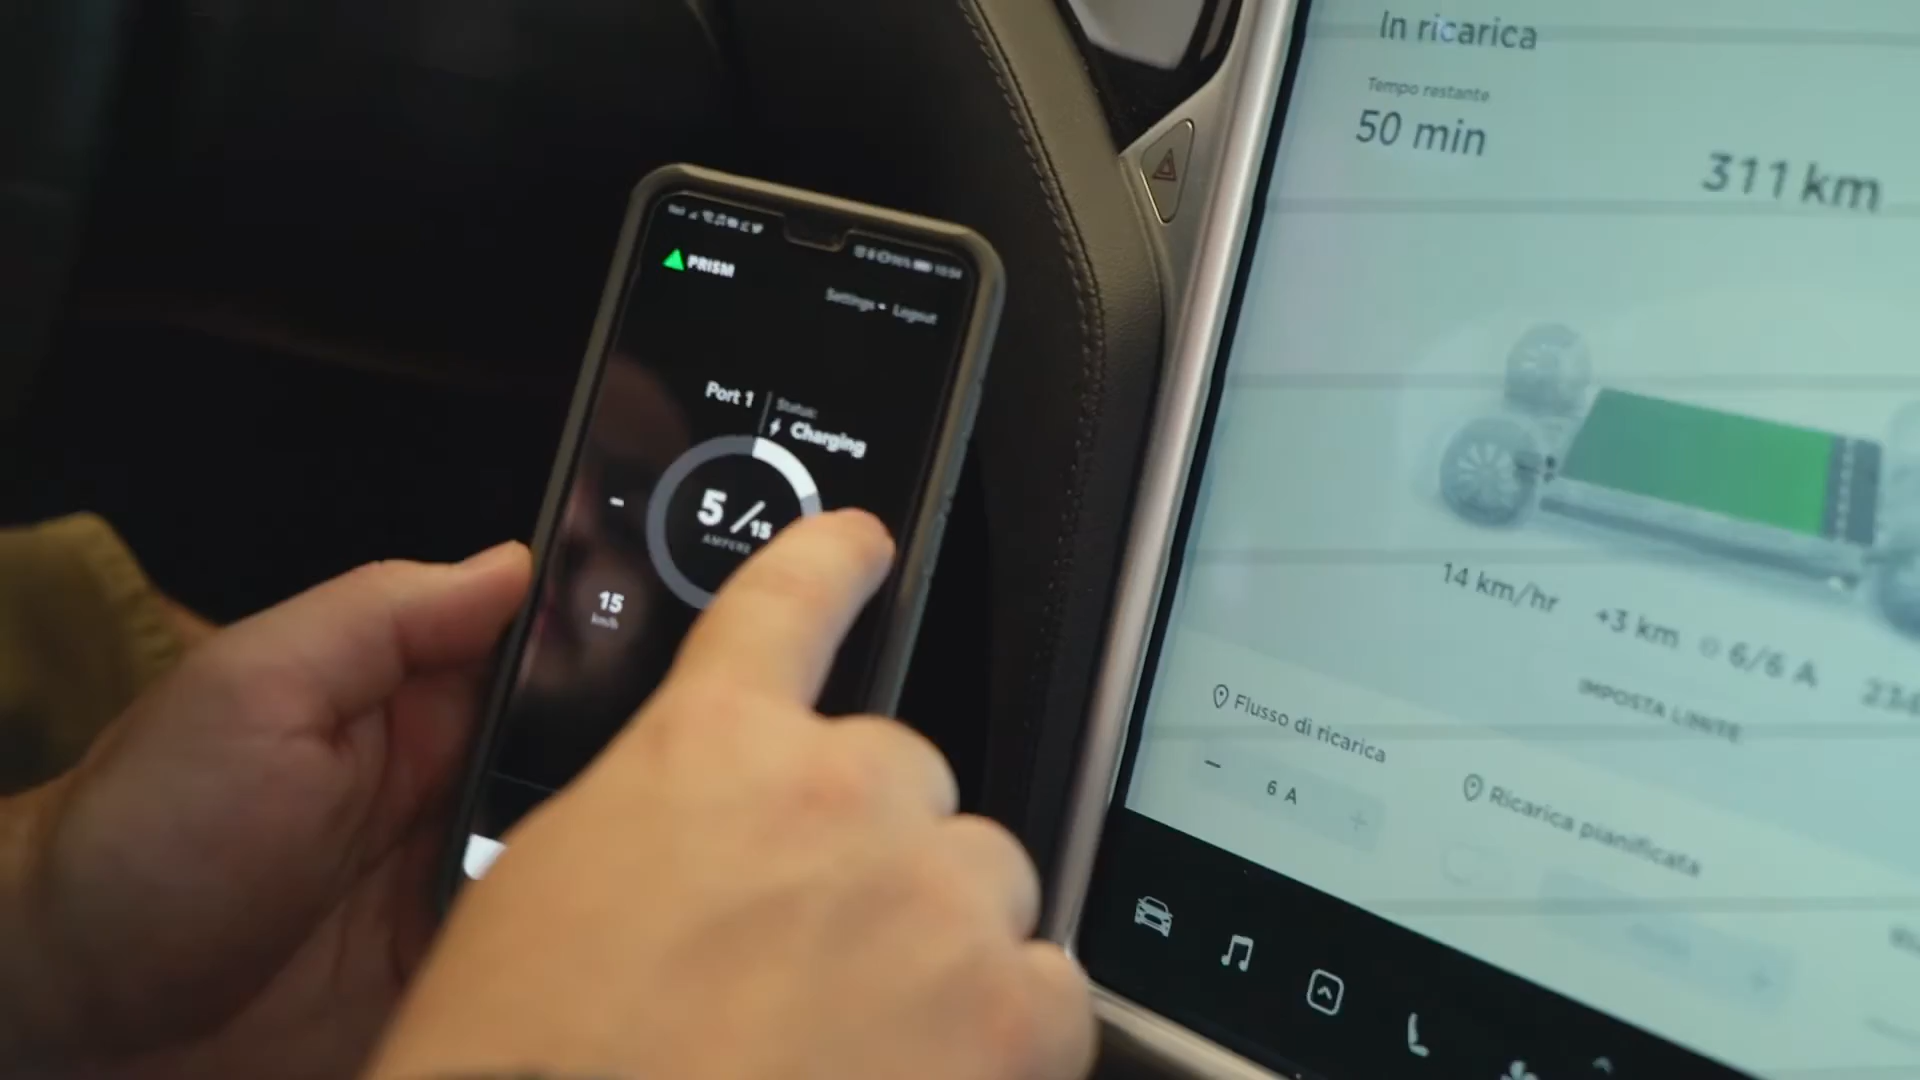 PRISM
Settings - Logout
Port 1
Status:
Charging
5/15
AMPERE
15
km/h
In ricarica
Tempo restante
50 min
311 km
14 km/hr +3 km 6/6 A
IMPOSTA LIMITE
Flusso di ricarica
- 6 A +
Ricarica pianificata